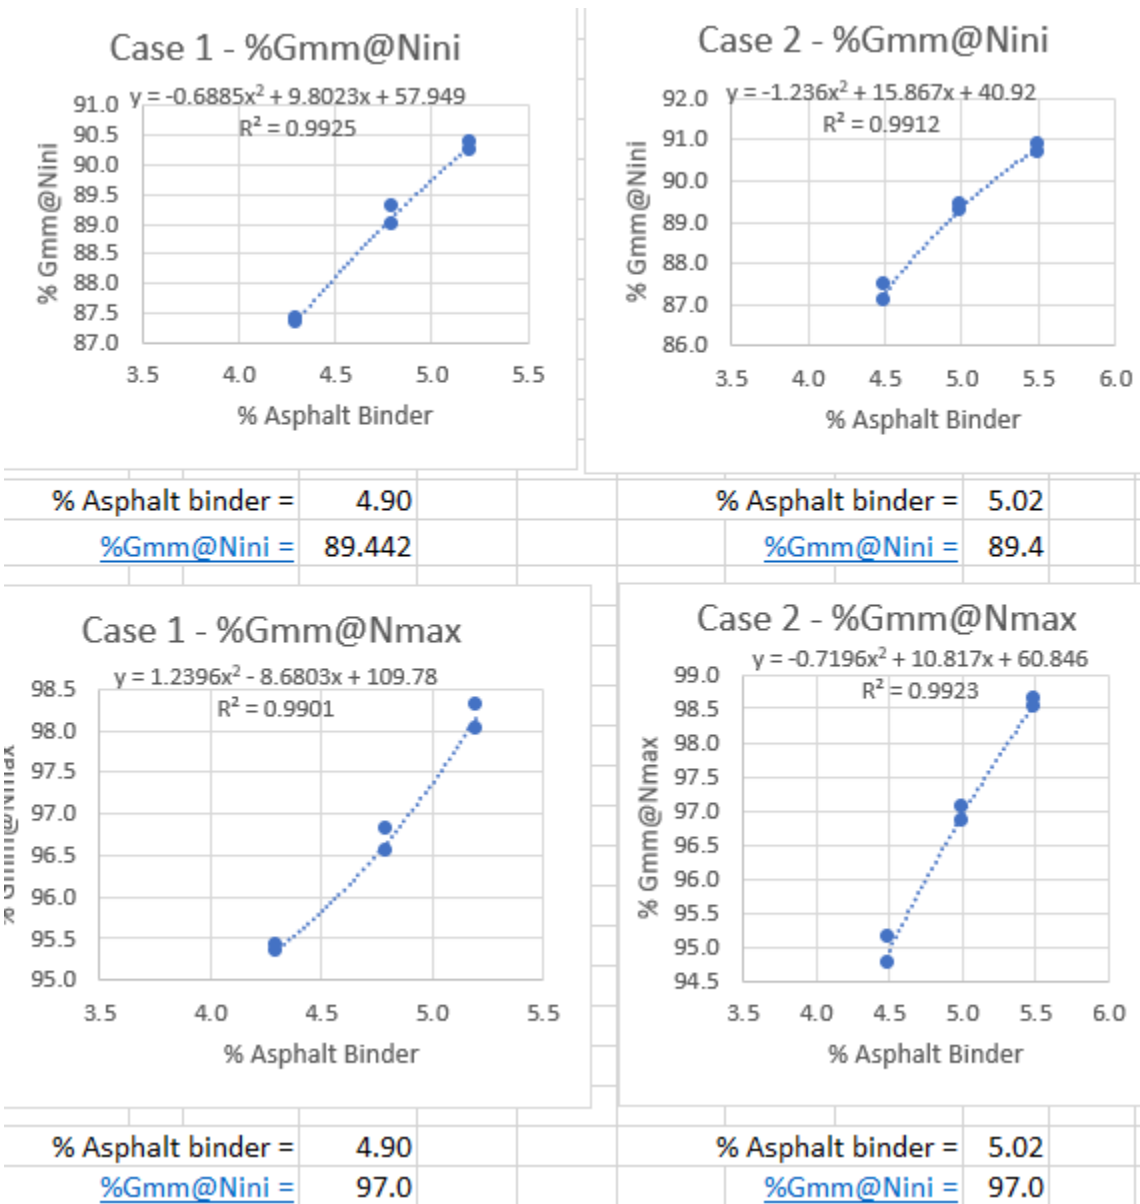 Case 1 - %Gmm@Nini
y = -0.6885x² + 9.8023x + 57.949
R² = 0.9925
91.0
90.5
90.0
89.5
89.0
88.5
88.0
87.5
87.0
% Gmm@Nini
3.5 4.0 4.5 5.0 5.5
% Asphalt Binder
Case 2 - %Gmm@Nini
y = -1.236x² + 15.867x + 40.92
R² = 0.9912
92.0
91.0
90.0
89.0
88.0
87.0
86.0
% Gmm@Nini
3.5 4.0 4.5 5.0 5.5 6.0
% Asphalt Binder
% Asphalt binder = 4.90
%Gmm@Nini = 89.442
% Asphalt binder = 5.02
%Gmm@Nini = 89.4
Case 1 - %Gmm@Nmax
y = 1.2396x² - 8.6803x + 109.78
R² = 0.9901
98.5
98.0
97.5
97.0
96.5
96.0
95.5
95.0
% Gmm@Nmax
3.5 4.0 4.5 5.0 5.5
% Asphalt Binder
Case 2 - %Gmm@Nmax
y = -0.7196x² + 10.817x + 60.846
R² = 0.9923
99.0
98.5
98.0
97.5
97.0
96.5
96.0
95.5
95.0
94.5
% Gmm@Nmax
3.5 4.0 4.5 5.0 5.5 6.0
% Asphalt Binder
% Asphalt binder = 4.90
%Gmm@Nini = 97.0
% Asphalt binder = 5.02
%Gmm@Nini = 97.0